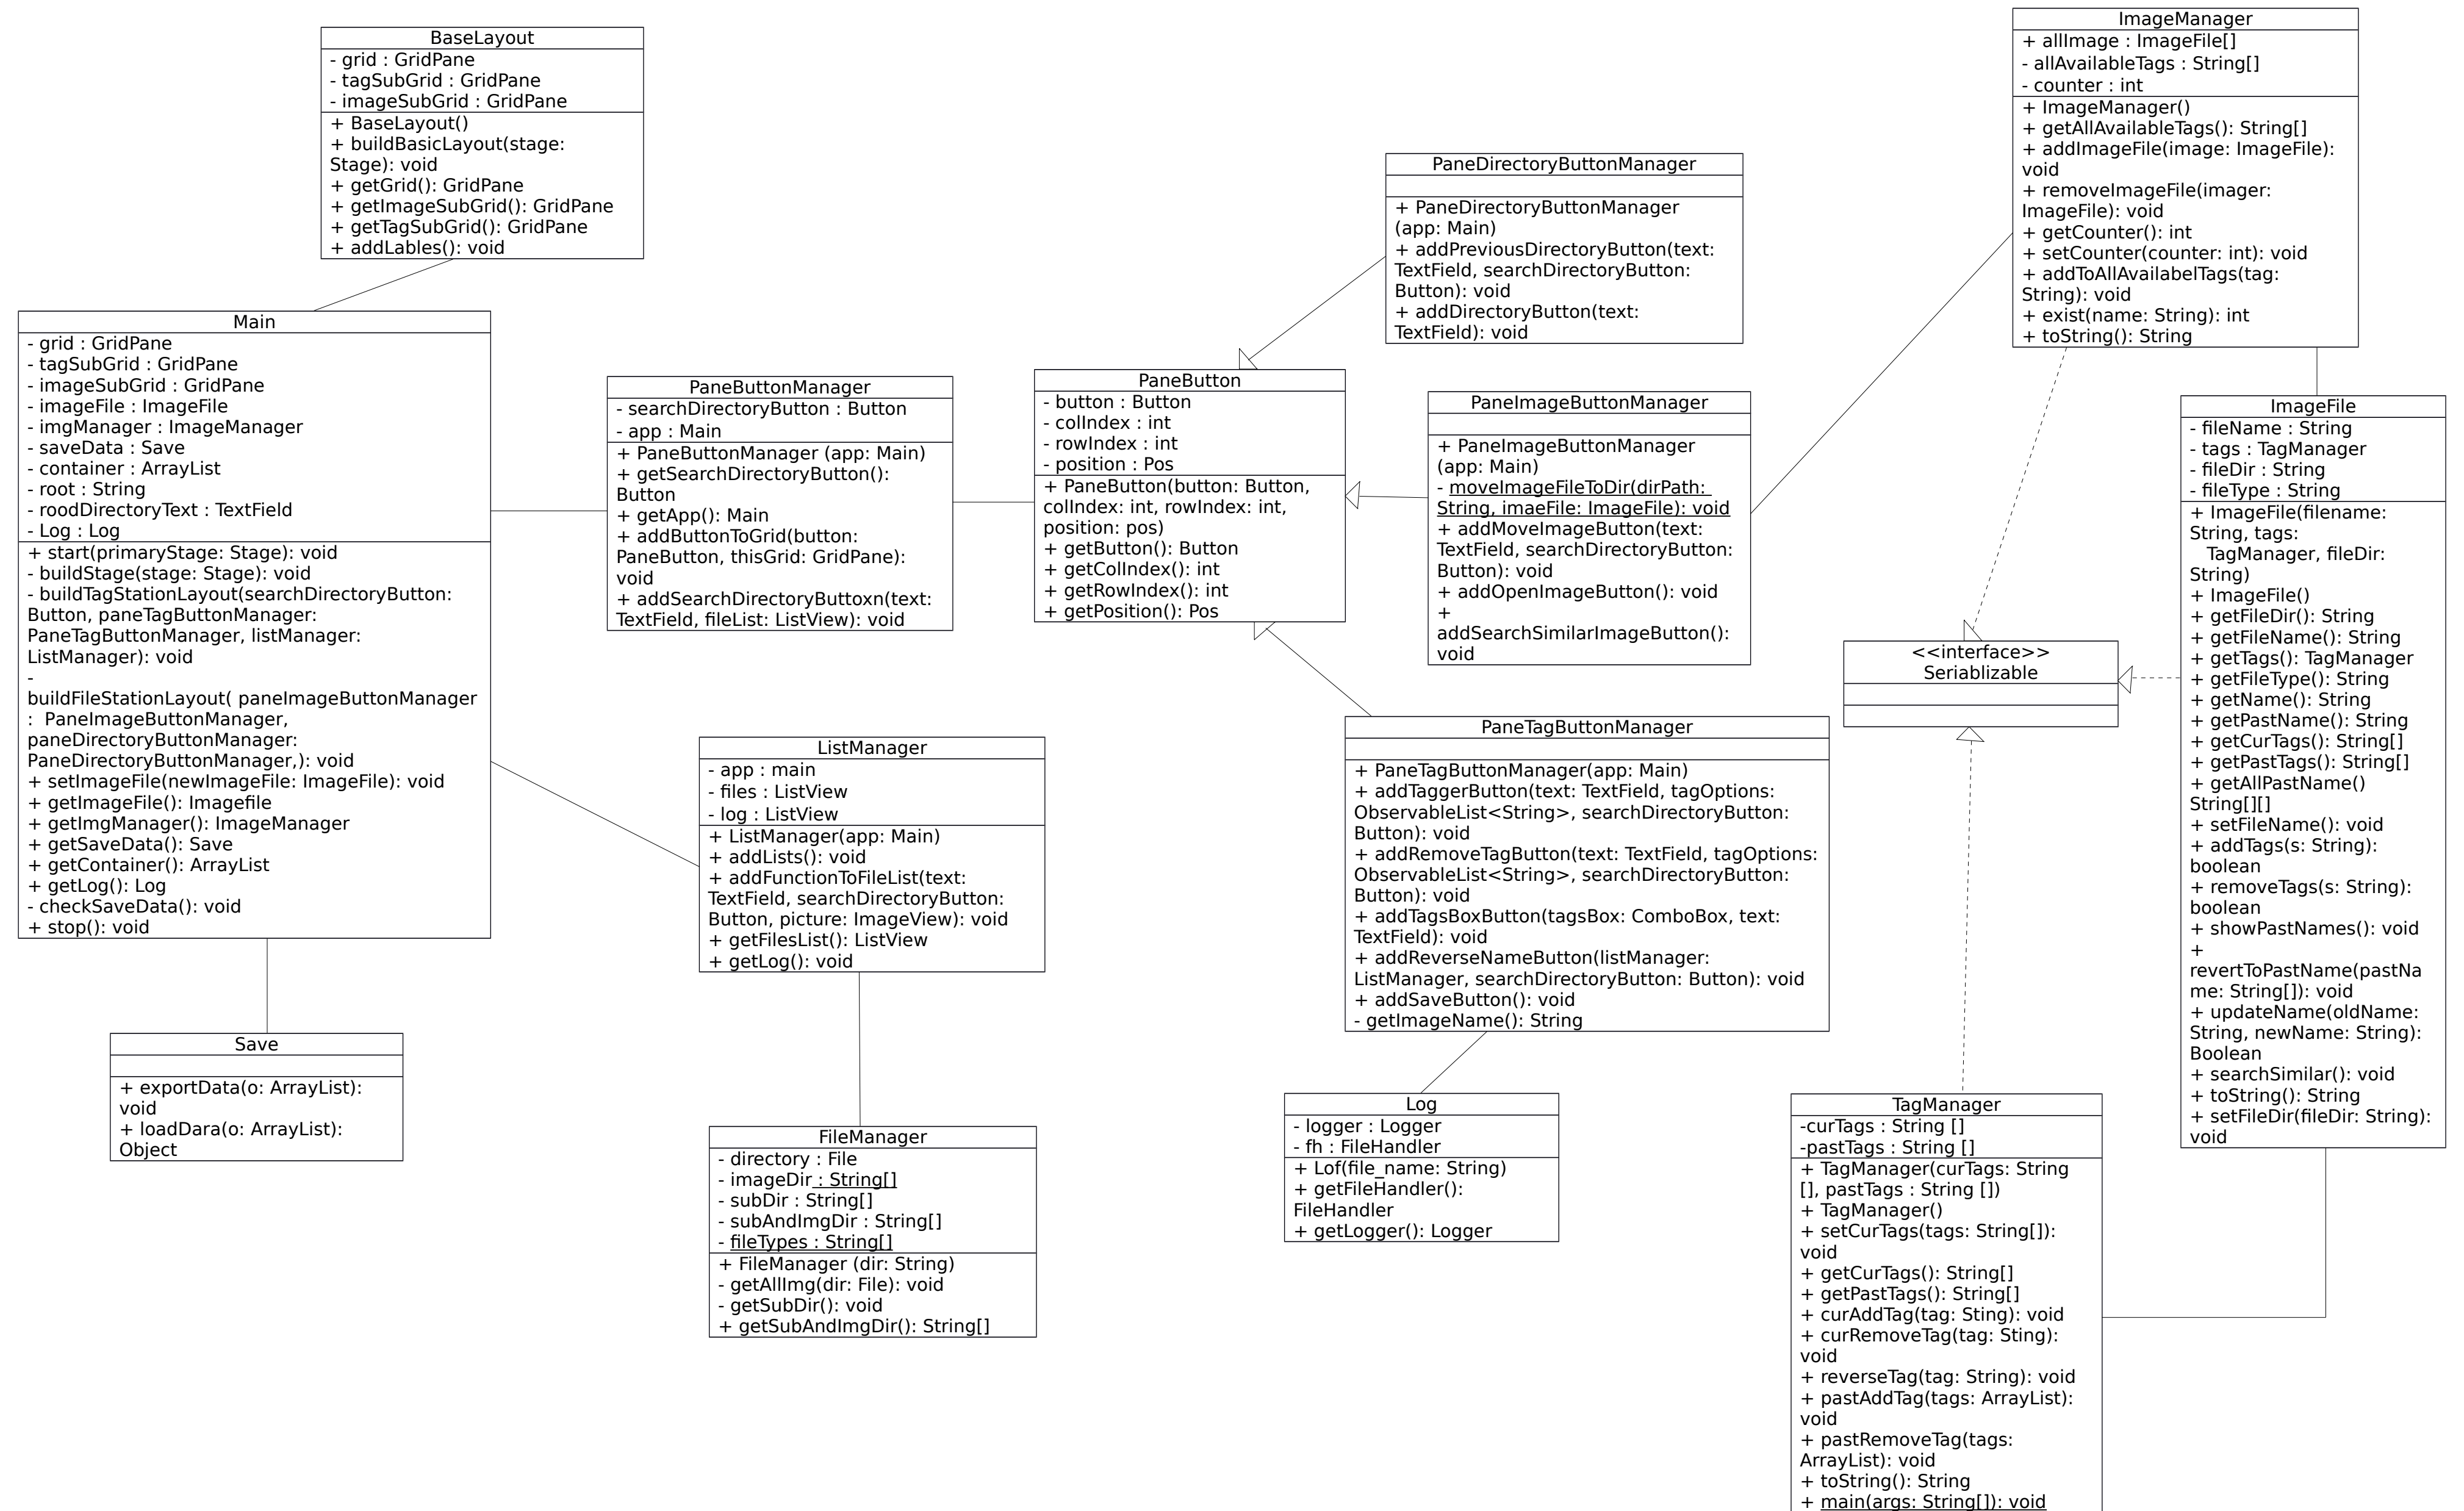 BaseLayout
- grid : GridPane
- tagSubGrid : GridPane
- imageSubGrid : GridPane
+ BaseLayout()
+ buildBasicLayout(stage:
Stage): void
+ getGrid(): GridPane
+ getImageSubGrid(): GridPane
+ getTagSubGrid(): GridPane
+ addLables(): void
Main
- grid : GridPane
- tagSubGrid : GridPane
- imageSubGrid : GridPane
- imageFile : ImageFile
- imgManager : ImageManager
- saveData : Save
- container : ArrayList
- root : String
- roodDirectoryText : TextField
- Log : Log
+ start(primaryStage: Stage): void
- buildStage(stage: Stage): void
- buildTagStationLayout(searchDirectoryButton:
Button, paneTagButtonManager:
PaneTagButtonManager, listManager:
ListManager): void
-
buildFileStationLayout( paneImageButtonManager
: PaneImageButtonManager,
paneDirectoryButtonManager:
PaneDirectoryButtonManager,): void
+ setImageFile(newImageFile: ImageFile): void
+ getImageFile(): Imagefile
+ getImgManager(): ImageManager
+ getSaveData(): Save
+ getContainer(): ArrayList
+ getLog(): Log
- checkSaveData(): void
+ stop(): void
Save
+ exportData(o: ArrayList):
void
+ loadDara(o: ArrayList):
Object
PaneButtonManager
- searchDirectoryButton : Button
- app : Main
+ PaneButtonManager (app: Main)
+ getSearchDirectoryButton():
Button
+ getApp(): Main
+ addButtonToGrid(button:
PaneButton, thisGrid: GridPane):
void
+ addSearchDirectoryButtoxn(text:
TextField, fileList: ListView): void
ListManager
- app : main
- files : ListView
- log : ListView
+ ListManager(app: Main)
+ addLists(): void
+ addFunctionToFileList(text:
TextField, searchDirectoryButton:
Button, picture: ImageView): void
+ getFilesList(): ListView
+ getLog(): void
FileManager
- directory : File
- imageDir : String[]
- subDir : String[]
- subAndImgDir : String[]
- fileTypes : String[]
+ FileManager (dir: String)
- getAllImg(dir: File): void
- getSubDir(): void
+ getSubAndImgDir(): String[]
PaneButton
- button : Button
- colIndex : int
- rowIndex : int
- position : Pos
+ PaneButton(button: Button,
colIndex: int, rowIndex: int,
position: pos)
+ getButton(): Button
+ getColIndex(): int
+ getRowIndex(): int
+ getPosition(): Pos
PaneDirectoryButtonManager
+ PaneDirectoryButtonManager
(app: Main)
+ addPreviousDirectoryButton(text:
TextField, searchDirectoryButton:
Button): void
+ addDirectoryButton(text:
TextField): void
PaneImageButtonManager
+ PaneImageButtonManager
(app: Main)
- moveImageFileToDir(dirPath:
String, imaeFile: ImageFile): void
+ addMoveImageButton(text:
TextField, searchDirectoryButton:
Button): void
+ addOpenImageButton(): void
+
addSearchSimilarImageButton():
void
PaneTagButtonManager
+ PaneTagButtonManager(app: Main)
+ addTaggerButton(text: TextField, tagOptions:
ObservableList<String>, searchDirectoryButton:
Button): void
+ addRemoveTagButton(text: TextField, tagOptions:
ObservableList<String>, searchDirectoryButton:
Button): void
+ addTagsBoxButton(tagsBox: ComboBox, text:
TextField): void
+ addReverseNameButton(listManager:
ListManager, searchDirectoryButton: Button): void
+ addSaveButton(): void
- getImageName(): String
Log
- logger : Logger
- fh : FileHandler
+ Lof(file_name: String)
+ getFileHandler():
FileHandler
+ getLogger(): Logger
ImageManager
+ allImage : ImageFile[]
- allAvailableTags : String[]
- counter : int
+ ImageManager()
+ getAllAvailableTags(): String[]
+ addImageFile(image: ImageFile):
void
+ removeImageFile(imager:
ImageFile): void
+ getCounter(): int
+ setCounter(counter: int): void
+ addToAllAvailabelTags(tag:
String): void
+ exist(name: String): int
+ toString(): String
<<interface>>
Seriablizable
ImageFile
- fileName : String
- tags : TagManager
- fileDir : String
- fileType : String
+ ImageFile(filename:
String, tags:
TagManager, fileDir:
String)
+ ImageFile()
+ getFileDir(): String
+ getFileName(): String
+ getTags(): TagManager
+ getFileType(): String
+ getName(): String
+ getPastName(): String
+ getCurTags(): String[]
+ getPastTags(): String[]
+ getAllPastName()
String[][]
+ setFileName(): void
+ addTags(s: String):
boolean
+ removeTags(s: String):
boolean
+ showPastNames(): void
+
revertToPastName(pastNa
me: String[]): void
+ updateName(oldName:
String, newName: String):
Boolean
+ searchSimilar(): void
+ toString(): String
+ setFileDir(fileDir: String):
void
TagManager
-curTags : String []
-pastTags : String []
+ TagManager(curTags: String
[], pastTags : String [])
+ TagManager()
+ setCurTags(tags: String[]):
void
+ getCurTags(): String[]
+ getPastTags(): String[]
+ curAddTag(tag: Sting): void
+ curRemoveTag(tag: Sting):
void
+ reverseTag(tag: String): void
+ pastAddTag(tags: ArrayList):
void
+ pastRemoveTag(tags:
ArrayList): void
+ toString(): String
+ main(args: String[]): void